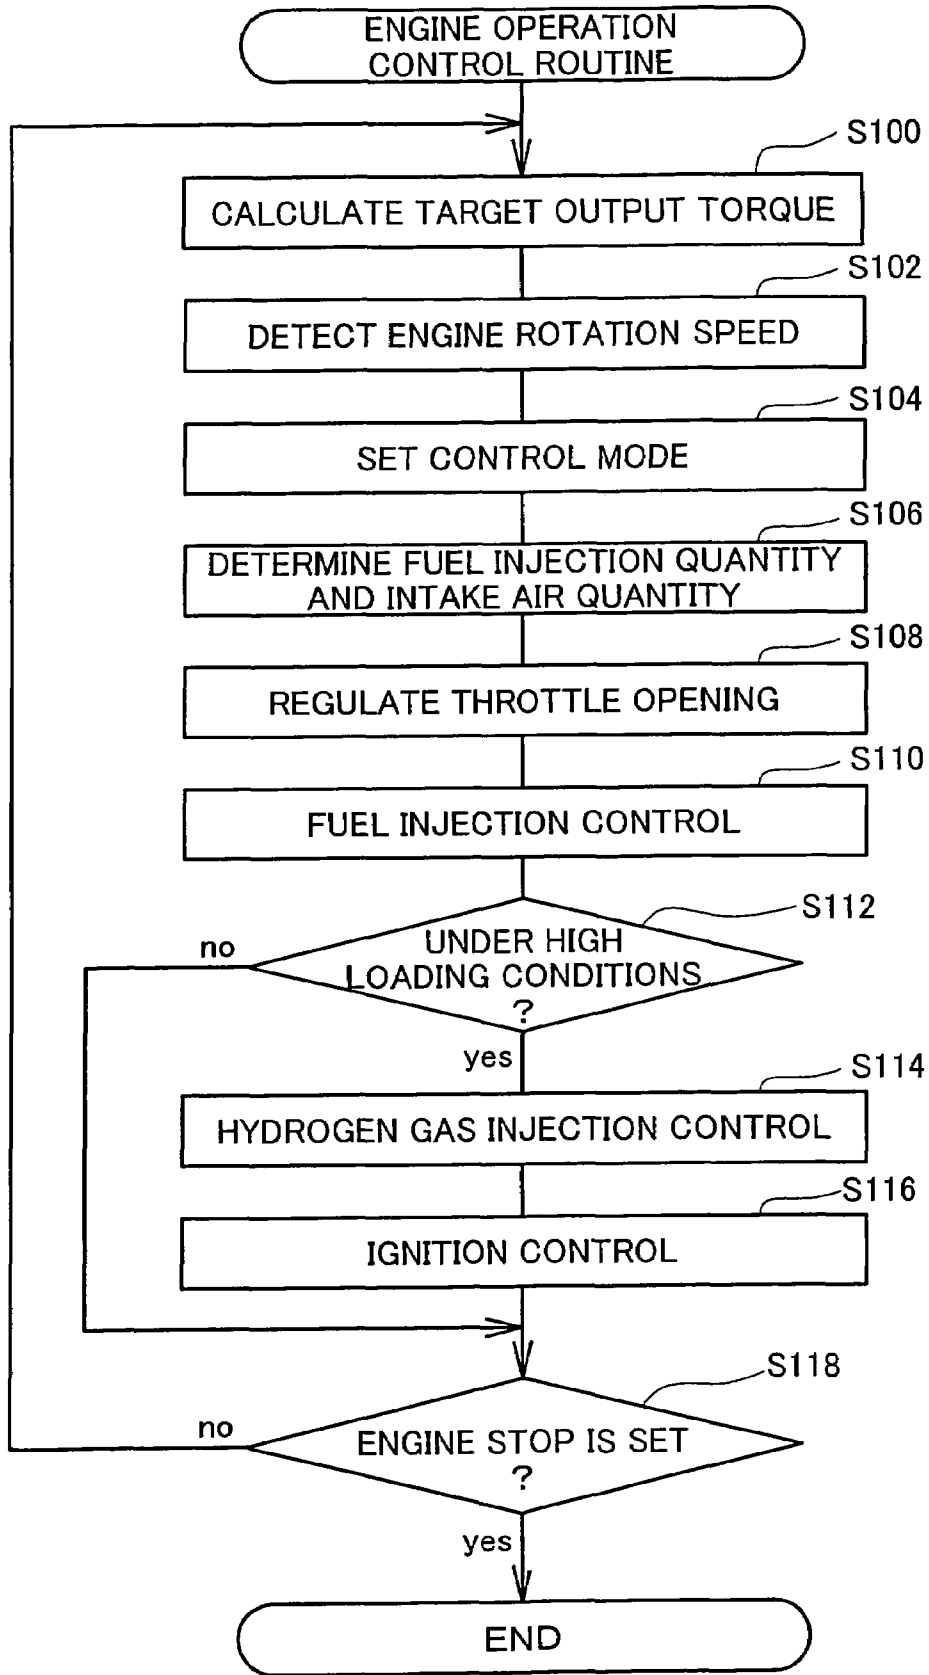 ENGINE OPERATION
CONTROL ROUTINE
S100
CALCULATE TARGET OUTPUT TORQUE
S102
DETECT ENGINE ROTATION SPEED
S104
SET CONTROL MODE
S106
DETERMINE FUEL INJECTION QUANTITY
AND INTAKE AIR QUANTITY
S108
REGULATE THROTTLE OPENING
S110
FUEL INJECTION CONTROL
S112
no
UNDER HIGH
LOADING CONDITIONS
?
yes
S114
HYDROGEN GAS INJECTION CONTROL
S116
IGNITION CONTROL
S118
no
ENGINE STOP IS SET
?
yes
END